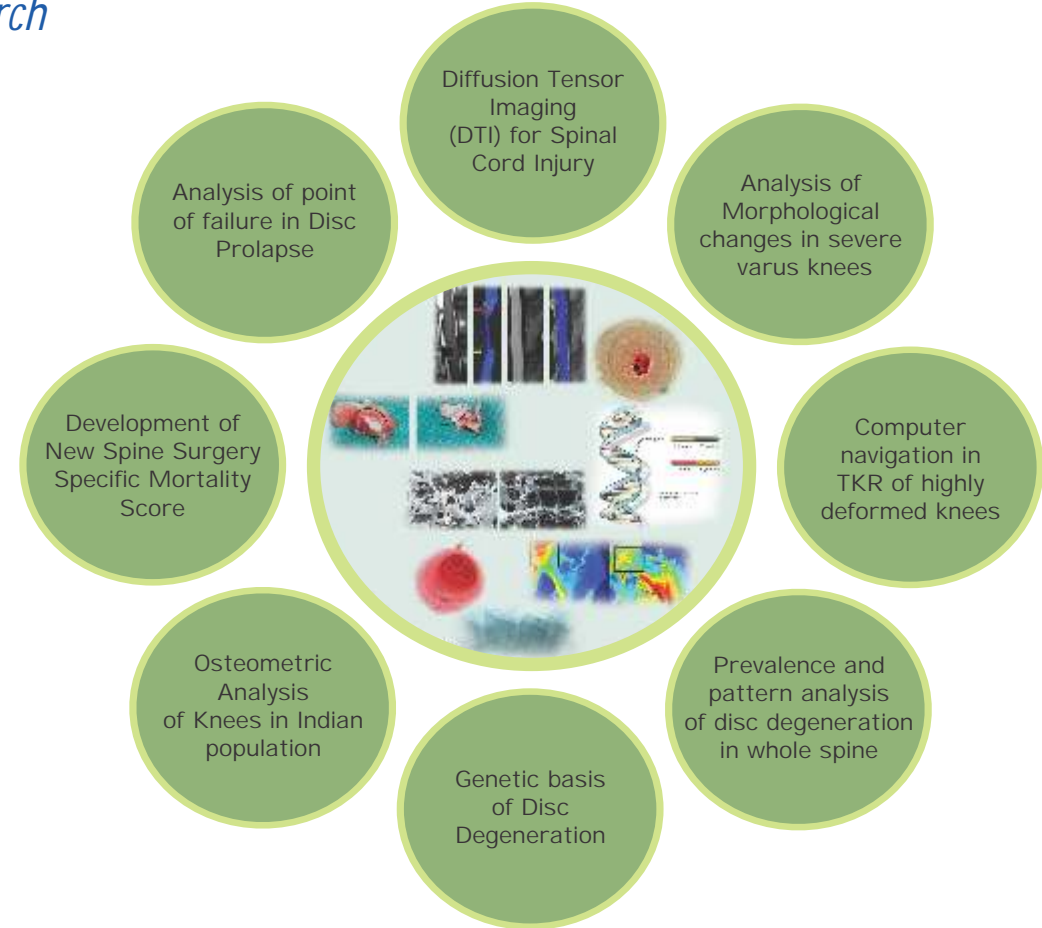 rch
Diffusion Tensor
Imaging
(DTI) for Spinal
Cord Injury
Analysis of
Morphological
changes in severe
varus knees
Computer
navigation in
TKR of highly
deformed knees
Prevalence and
pattern analysis
of disc degeneration
in whole spine
Genetic basis
of Disc
Degeneration
Osteometric
Analysis
of Knees in Indian
population
Development of
New Spine Surgery
Specific Mortality
Score
Analysis of point
of failure in Disc
Prolapse